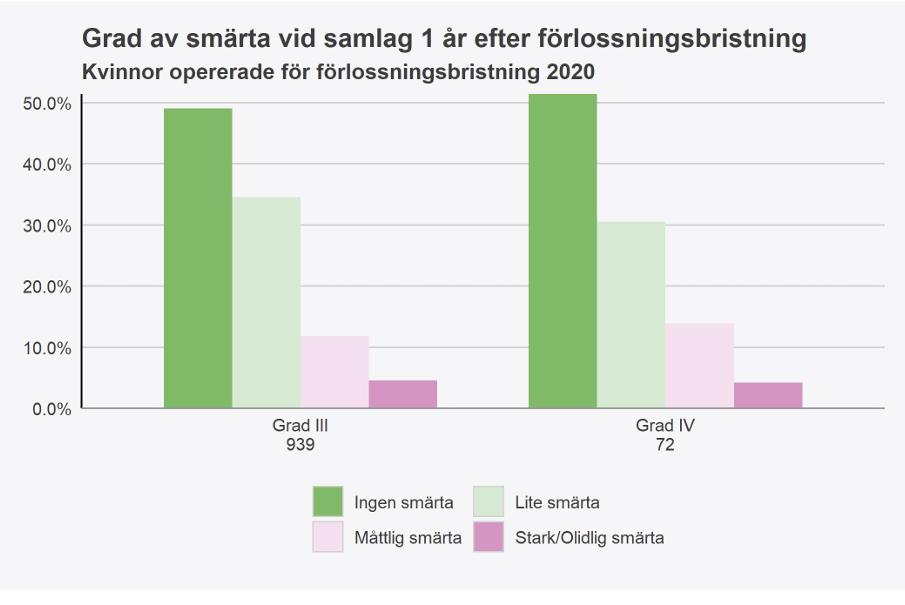 Grad av smärta vid samlag 1 år efter förlossningsbristning
Kvinnor opererade för förlossningsbristning 2020
50.0%
40.0%
30.0%
20.0%
10.0%
0.0%
Grad III
939
Grad IV
72
Ingen smärta
Lite smärta
Måttlig smärta
Stark/Olidlig smärta